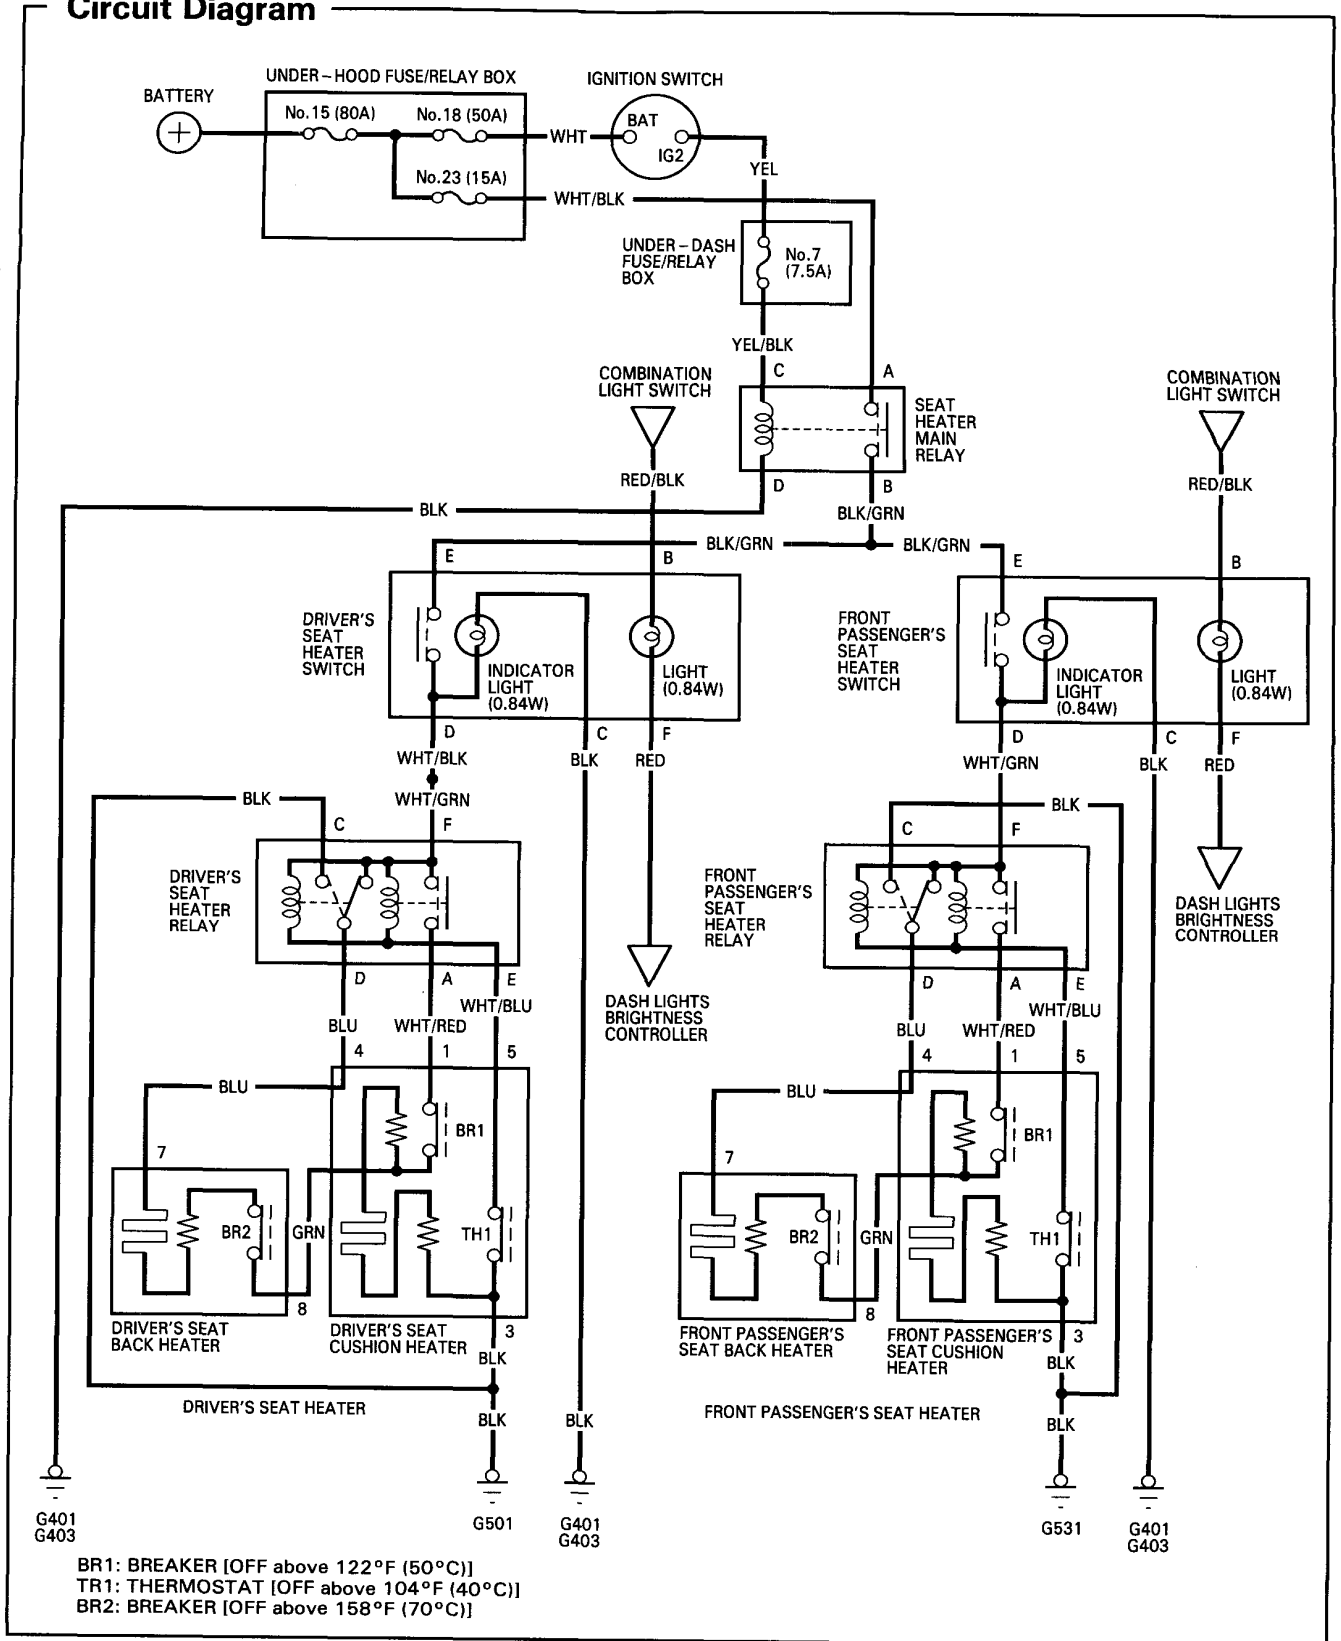 Circuit Diagram
UNDER-HOOD FUSE/RELAY BOX
IGNITION SWITCH
BATTERY
No.15 (80A)
No.18 (50A)
BAT
WHT
IG2
YEL
No.23 (15A)
WHT/BLK
UNDER-DASH
FUSE/RELAY
BOX
No.7
(7.5A)
YEL/BLK
C
A
COMBINATION
LIGHT SWITCH
COMBINATION
LIGHT SWITCH
SEAT
HEATER
MAIN
RELAY
RED/BLK
D
B
RED/BLK
BLK
BLK/GRN
BLK/GRN
BLK/GRN
E
B
E
B
DRIVER'S
SEAT
HEATER
SWITCH
INDICATOR
LIGHT
(0.84W)
LIGHT
(0.84W)
FRONT
PASSENGER'S
SEAT
HEATER
SWITCH
INDICATOR
LIGHT
(0.84W)
LIGHT
(0.84W)
D
C
F
D
C
F
WHT/BLK
BLK
RED
WHT/GRN
BLK
RED
BLK
WHT/GRN
BLK
C
F
C
F
DRIVER'S
SEAT
HEATER
RELAY
FRONT
PASSENGER'S
SEAT
HEATER
RELAY
DASH LIGHTS
BRIGHTNESS
CONTROLLER
D
A
E
D
A
E
DASH LIGHTS
BRIGHTNESS
CONTROLLER
WHT/BLU
WHT/BLU
BLU
WHT/RED
BLU
WHT/RED
4
1
5
4
1
5
BLU
BLU
BR1
BR1
7
7
BR2
GRN
TH1
BR2
GRN
TH1
8
8
DRIVER'S SEAT
BACK HEATER
DRIVER'S SEAT
CUSHION HEATER
3
FRONT PASSENGER'S
SEAT BACK HEATER
FRONT PASSENGER'S
SEAT CUSHION
HEATER
3
BLK
BLK
DRIVER'S SEAT HEATER
FRONT PASSENGER'S SEAT HEATER
BLK
BLK
BLK
G401
G403
G501
G401
G403
G531
G401
G403
BR1: BREAKER [OFF above 122°F (50°C)]
TR1: THERMOSTAT [OFF above 104°F (40°C)]
BR2: BREAKER [OFF above 158°F (70°C)]